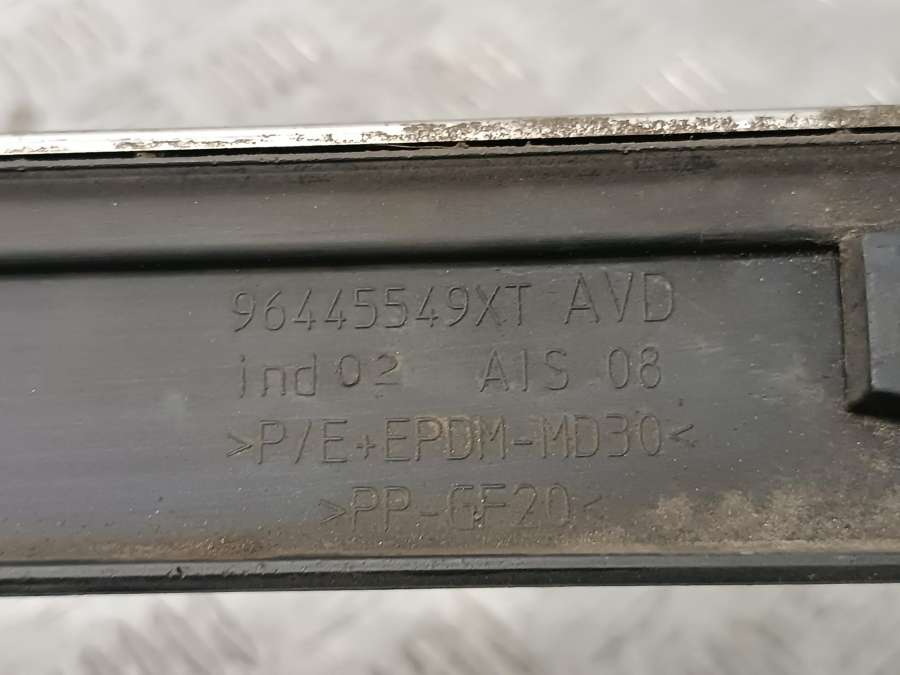 96445549XT AVD
ind 02 AIS 08
>P/E+EPDM-MD30<
>PP-GF20<